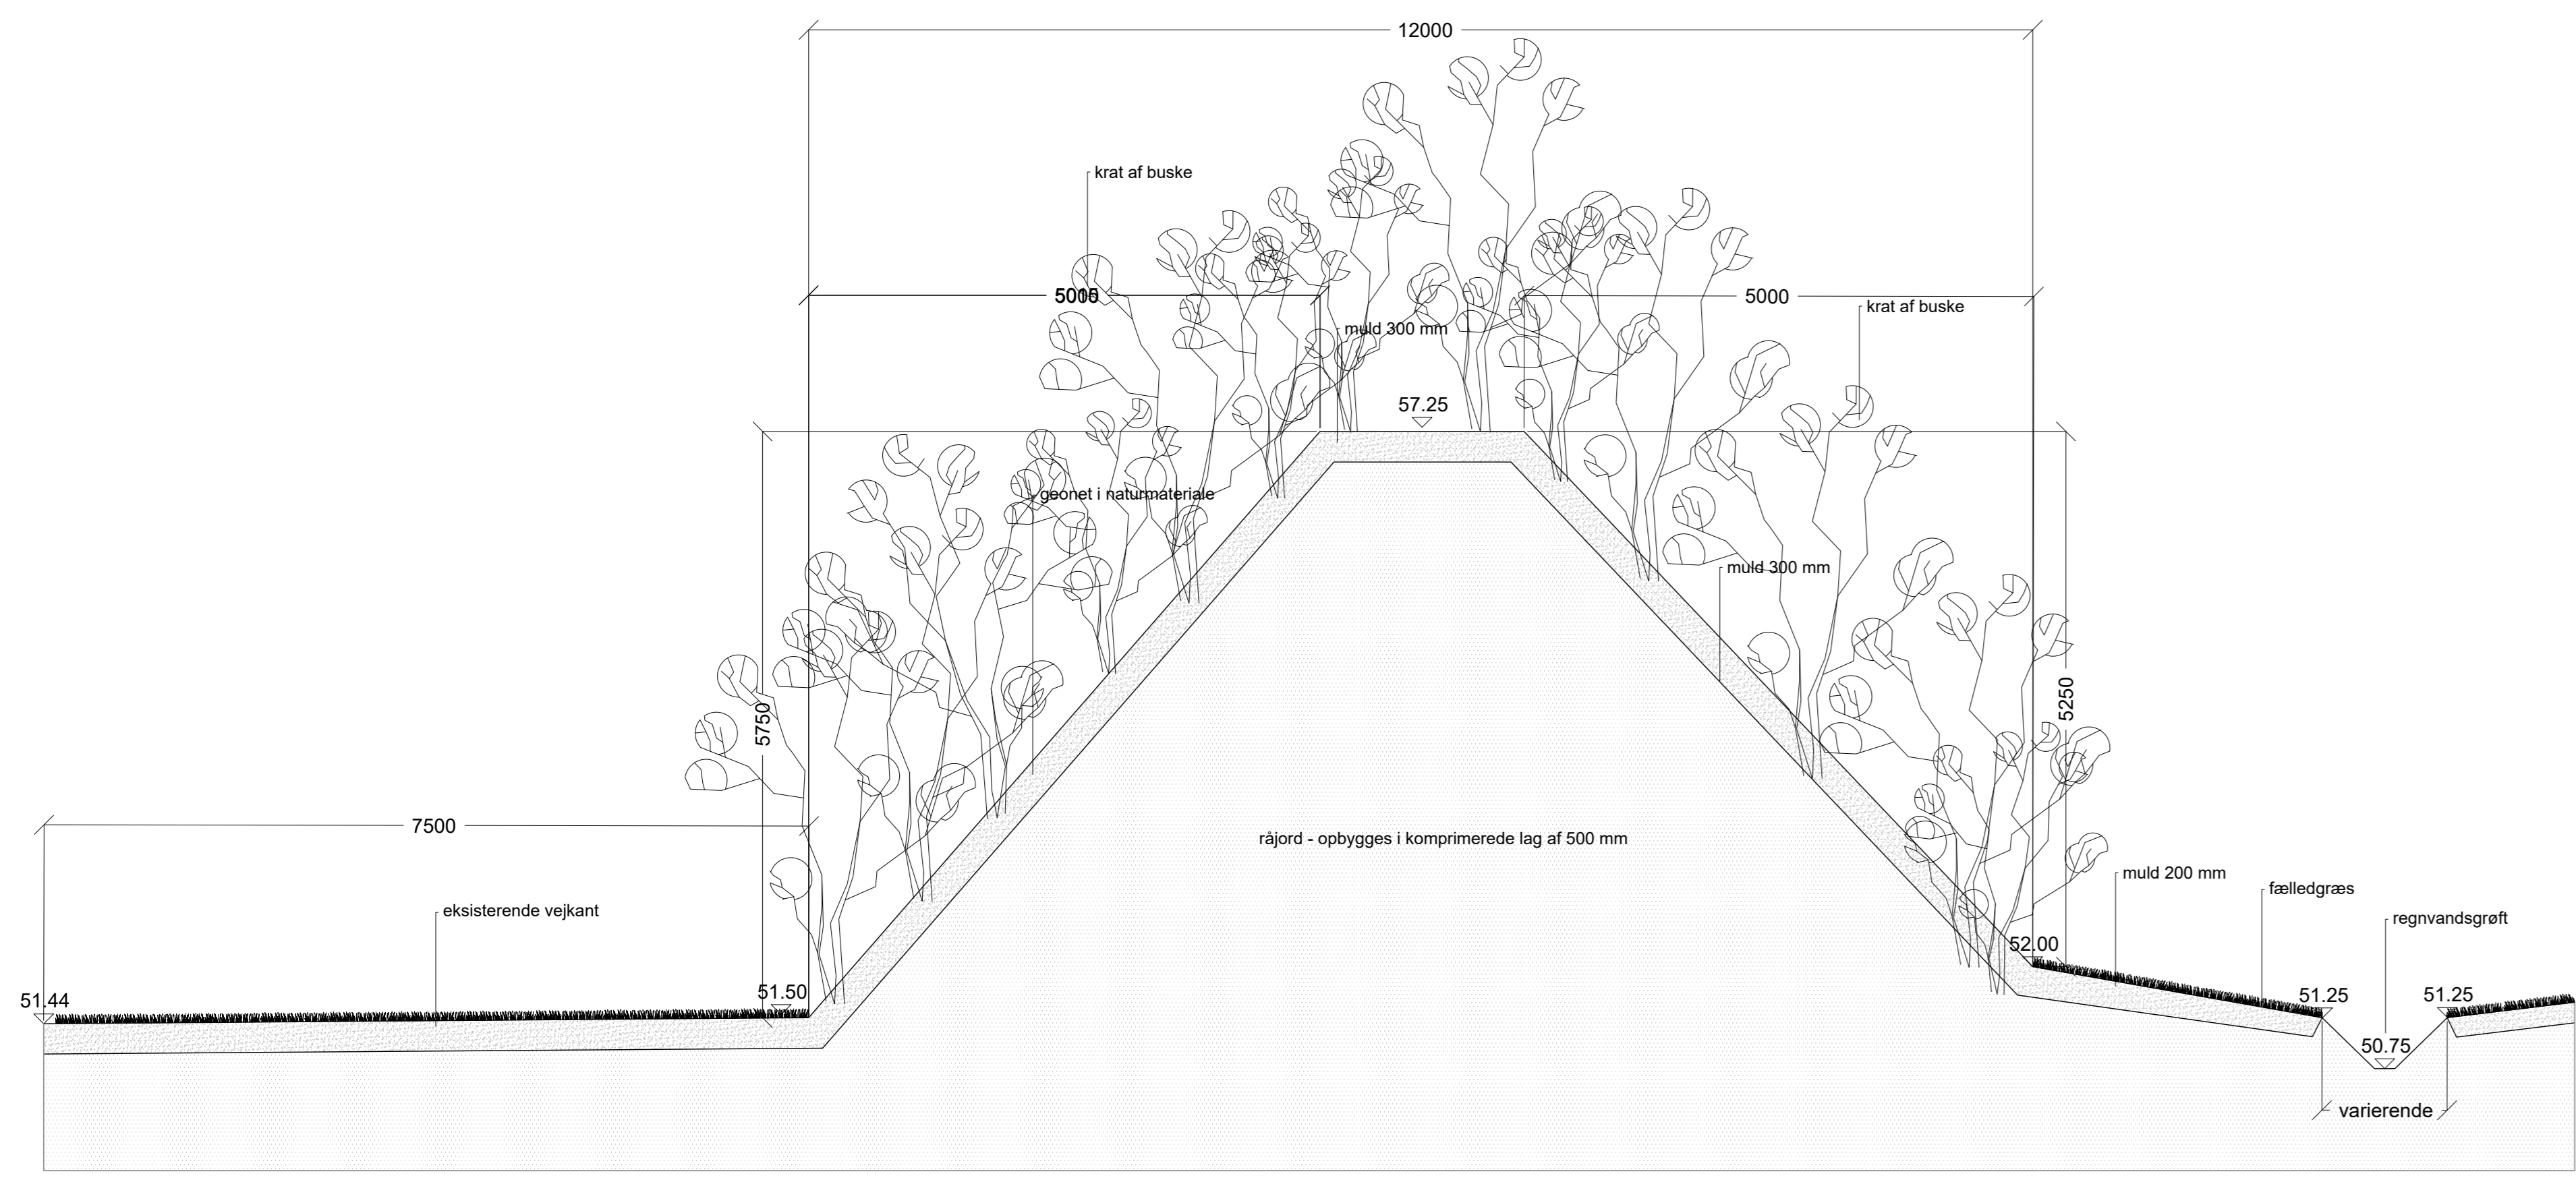 12000
krat af buske
5000
krat af buske
muld 300 mm
57.25
geonet i naturmateriale
muld 300 mm
5750
5250
7500
råjord - opbygges i komprimerede lag af 500 mm
muld 200 mm
fælledgræs
eksisterende vejkant
regnvandsgrøft
52.00
51.44
51.50
51.25
51.25
50.75
varierende